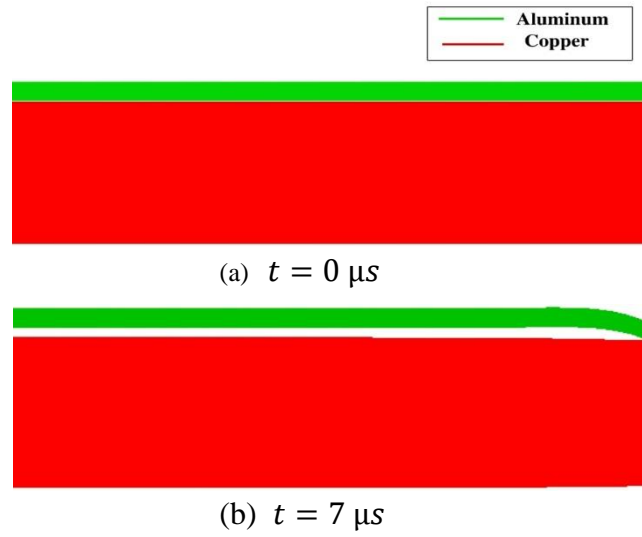 Aluminum
Copper
(a) t = 0 μs
(b) t = 7 μs